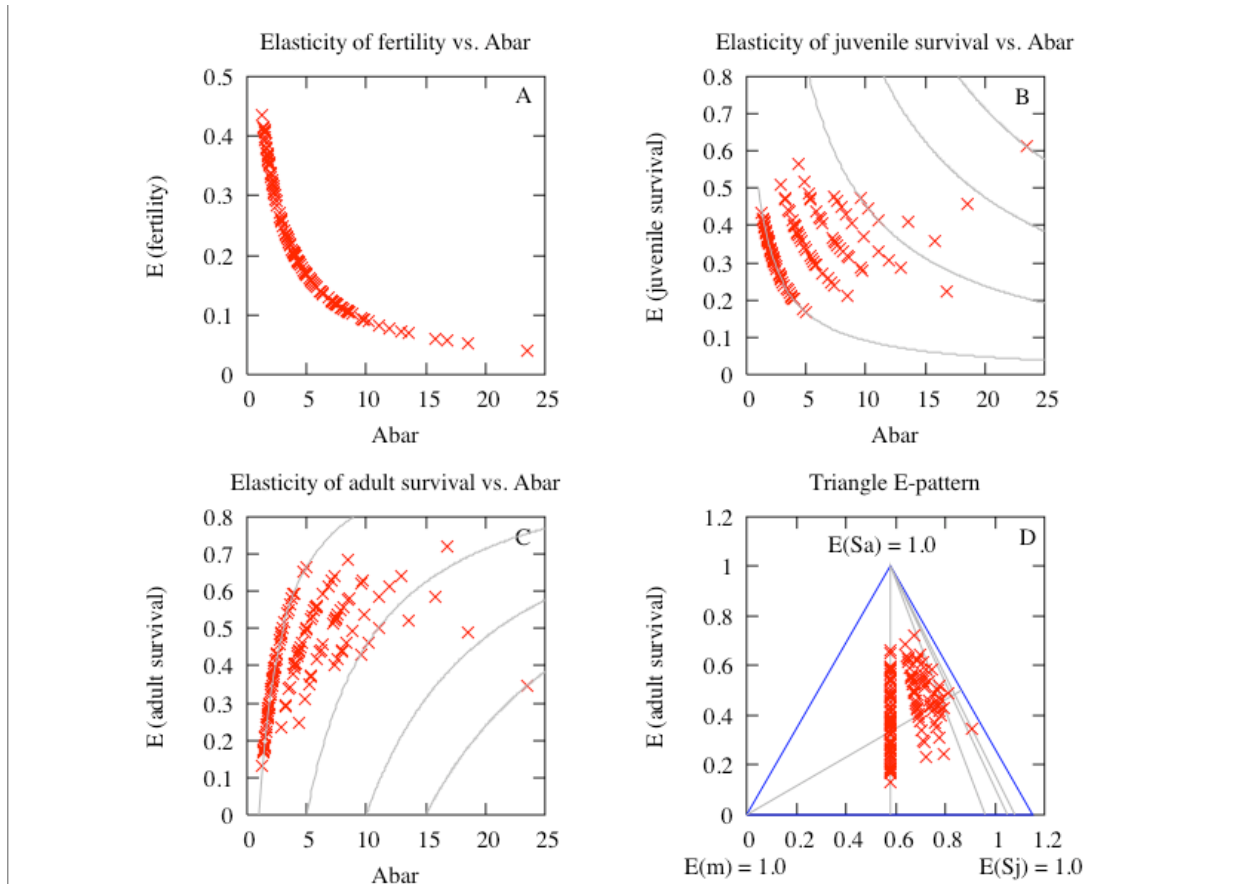 Elasticity of fertility vs. Abar
0.5
0.4
0.3
0.2
0.1
0
A
E (fertility)
0 5 10 15 20 25
Abar
Elasticity of juvenile survival vs. Abar
0.8
0.7
0.6
0.5
0.4
0.3
0.2
0.1
0
B
E (juvenile survival)
0 5 10 15 20 25
Abar
Elasticity of adult survival vs. Abar
0.8
0.7
0.6
0.5
0.4
0.3
0.2
0.1
0
C
E (adult survival)
0 5 10 15 20 25
Abar
Triangle E-pattern
1.2
1
0.8
0.6
0.4
0.2
0
D
E(Sa) = 1.0
E (adult survival)
0 0.2 0.4 0.6 0.8 1.0 1.2
E(m) = 1.0
E(Sj) = 1.0